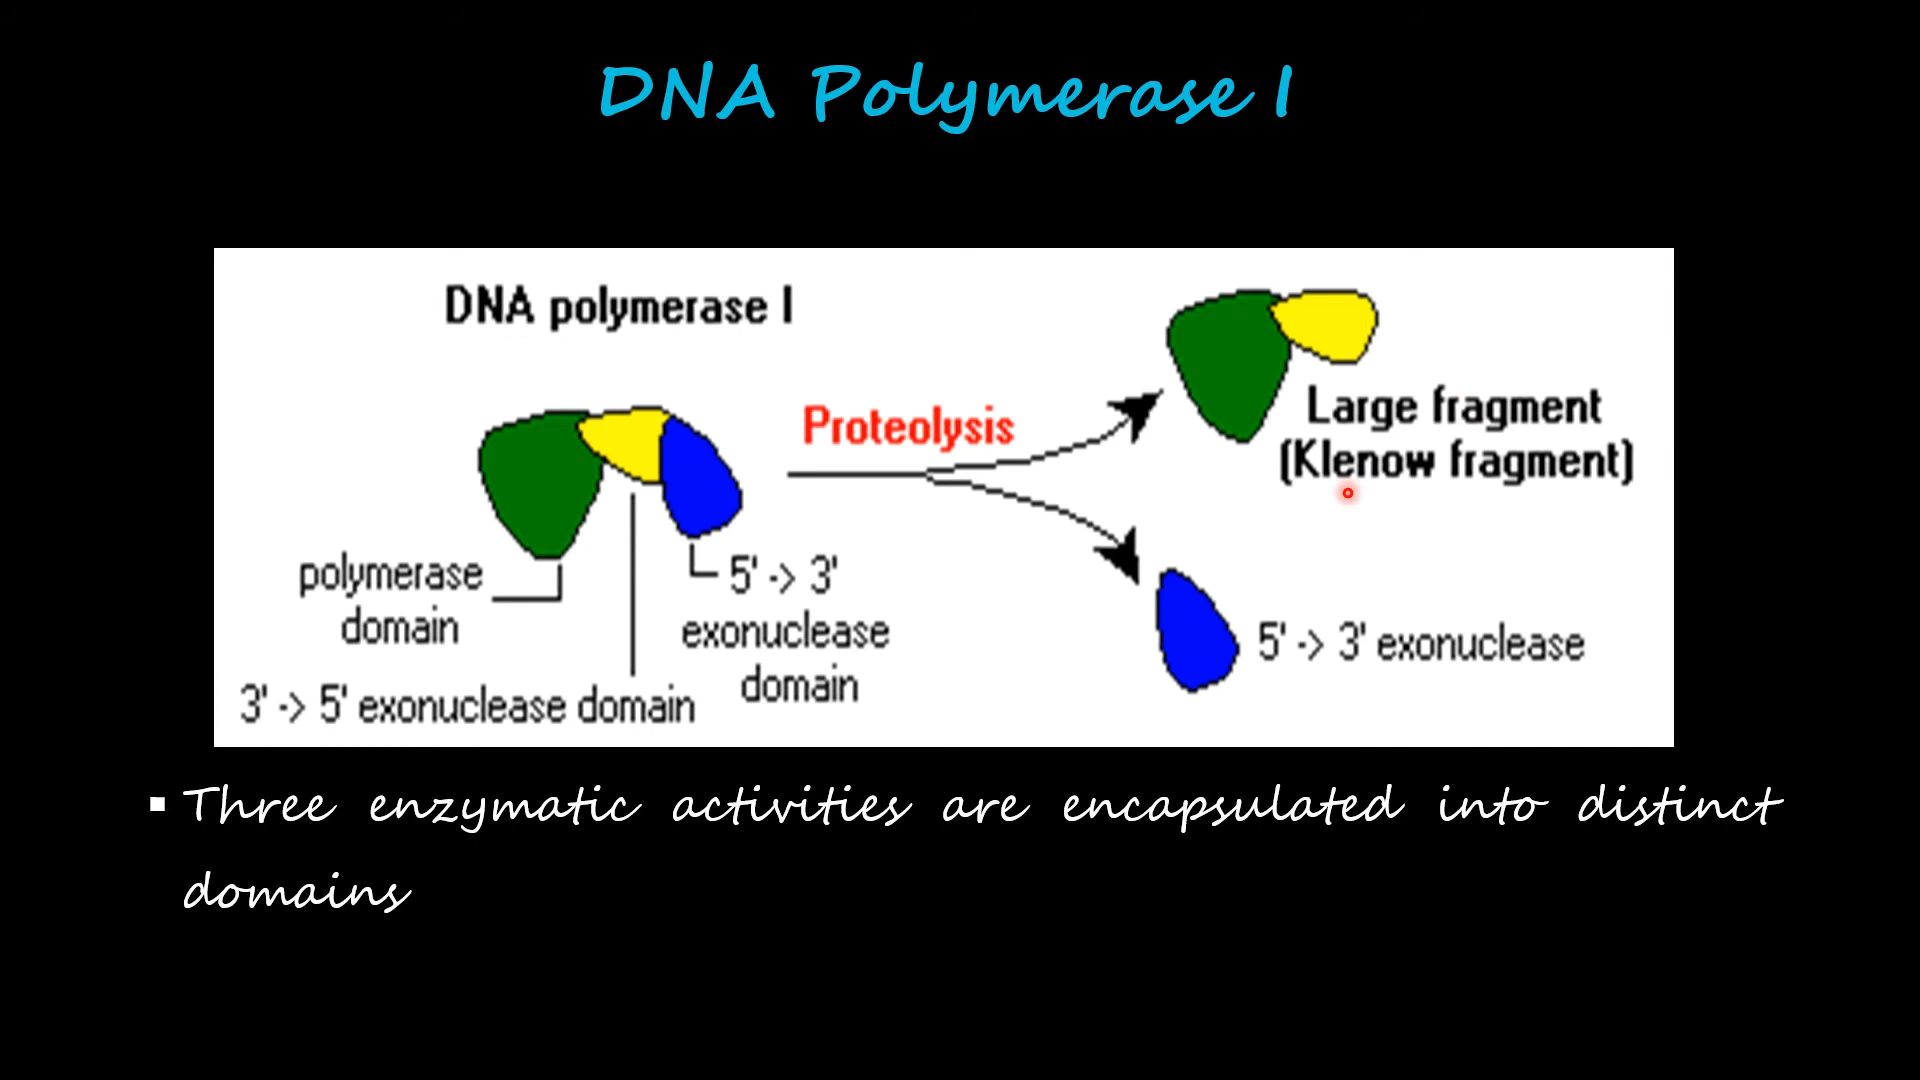 DNA Polymerase I
DNA polymerase I
Proteolysis
Large fragment
(Klenow fragment)
polymerase
domain
5' -> 3'
exonuclease
domain
3' -> 5' exonuclease domain
5' -> 3' exonuclease
▪ Three enzymatic activities are encapsulated into distinct
domains